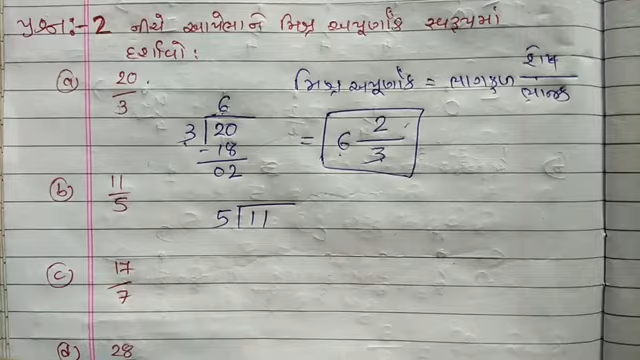 પ્રશ્ન:-2 નીચે આપેલાને મિશ્ર અપૂર્ણાંક સ્વરૂપમાં
દર્શાવો:
(a) 20/3 મિશ્ર અપૂર્ણાંક = ભાગફળ શેષ/ભાજક
6
3 20 = 6 2/3
-18
02
(b) 11/5
5 11
(c) 17/7
(d) 28